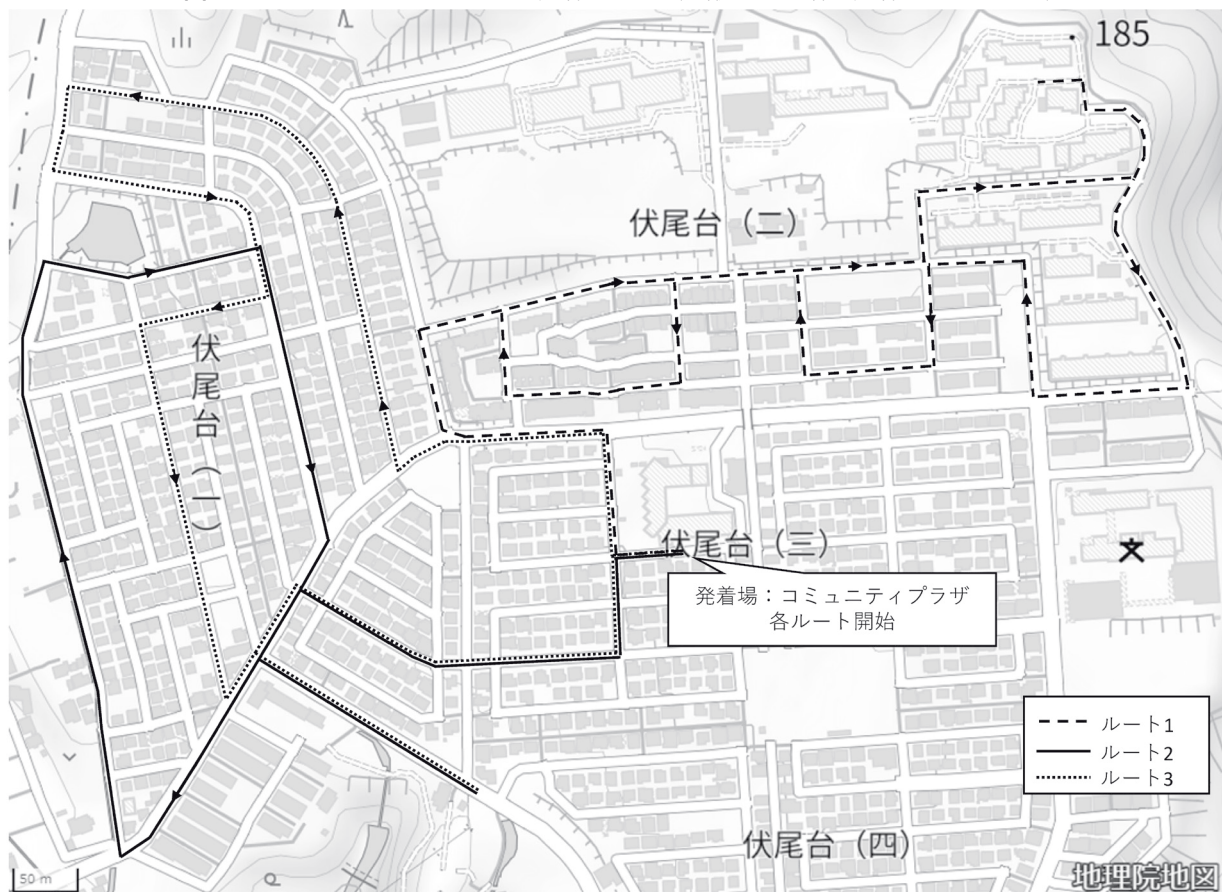 185
伏尾台（二）
伏尾台（一）
伏尾台（三）
発着場：コミュニティプラザ
各ルート開始
ルート1
ルート2
ルート3
伏尾台（四）
50 m
地理院地図